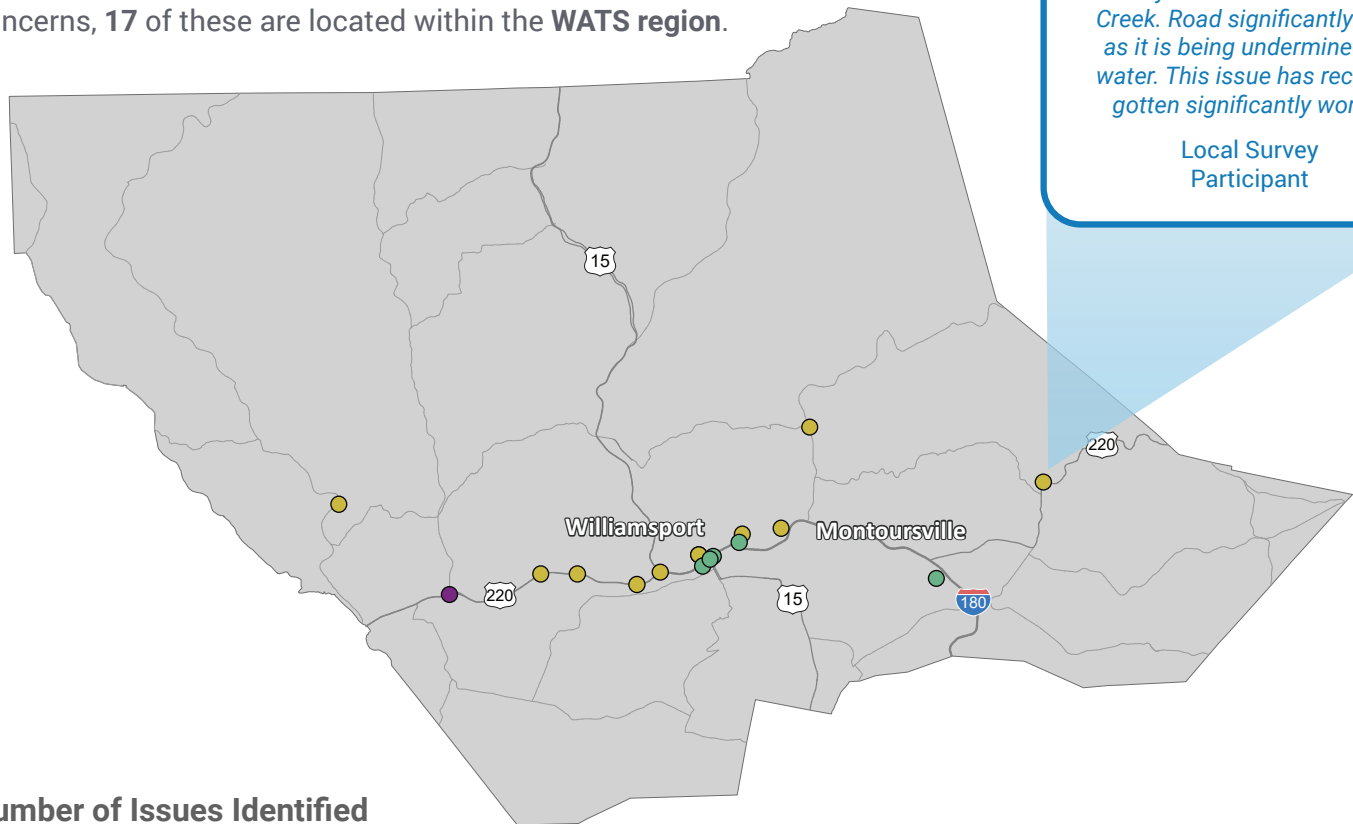 ncerns, 17 of these are located within the WATS region.
Creek. Road significantly
as it is being undermine
water. This issue has rec
gotten significantly wor
Local Survey
Participant
15
220
Williamsport
Montoursville
220
15
180
umber of Issues Identified